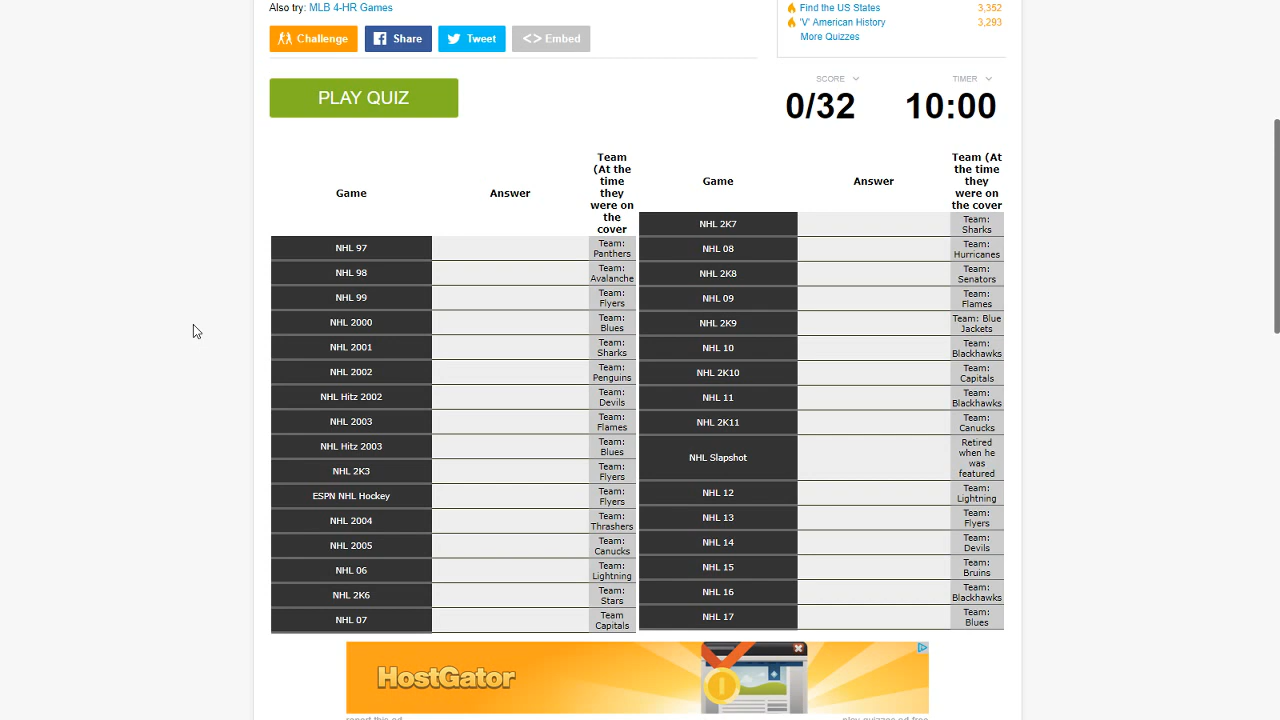 Also try: MLB 4-HR Games
Challenge
Share
Tweet
<> Embed
Find the US States 3,352
'V' American History 3,293
More Quizzes
PLAY QUIZ
SCORE
0/32
TIMER
10:00
Game
Answer
Team
(At the
time
they
were on
the
cover
NHL 97
Team:
Panthers
NHL 98
Team:
Avalanche
NHL 99
Team:
Flyers
NHL 2000
Team:
Blues
NHL 2001
Team:
Sharks
NHL 2002
Team:
Penguins
NHL Hitz 2002
Team:
Devils
NHL 2003
Team:
Flames
NHL Hitz 2003
Team:
Blues
NHL 2K3
Team:
Flyers
ESPN NHL Hockey
Team:
Flyers
NHL 2004
Team:
Thrashers
NHL 2005
Team:
Canucks
NHL 06
Team:
Lightning
NHL 2K6
Team:
Stars
NHL 07
Team
Capitals
Game
Answer
Team (At
the time
they
were on
the cover
NHL 2K7
Team:
Sharks
NHL 08
Team:
Hurricanes
NHL 2K8
Team:
Senators
NHL 09
Team:
Flames
NHL 2K9
Team: Blue
Jackets
NHL 10
Team:
Blackhawks
NHL 2K10
Team:
Capitals
NHL 11
Team:
Blackhawks
NHL 2K11
Team:
Canucks
NHL Slapshot
Retired
when he
was
featured
NHL 12
Team:
Lightning
NHL 13
Team:
Flyers
NHL 14
Team:
Devils
NHL 15
Team:
Bruins
NHL 16
Team:
Blackhawks
NHL 17
Team:
Blues
HostGator
1
report this ad
play quizzes ad free